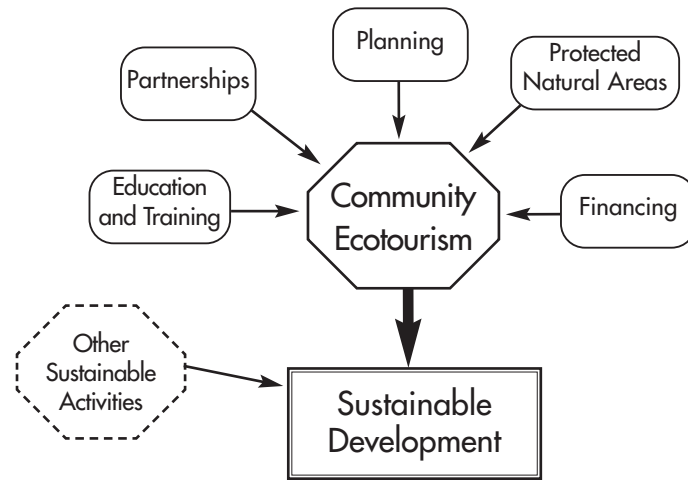 Planning
Partnerships
Protected
Natural Areas
Education
and Training
Community
Ecotourism
Financing
Other
Sustainable
Activities
Sustainable
Development